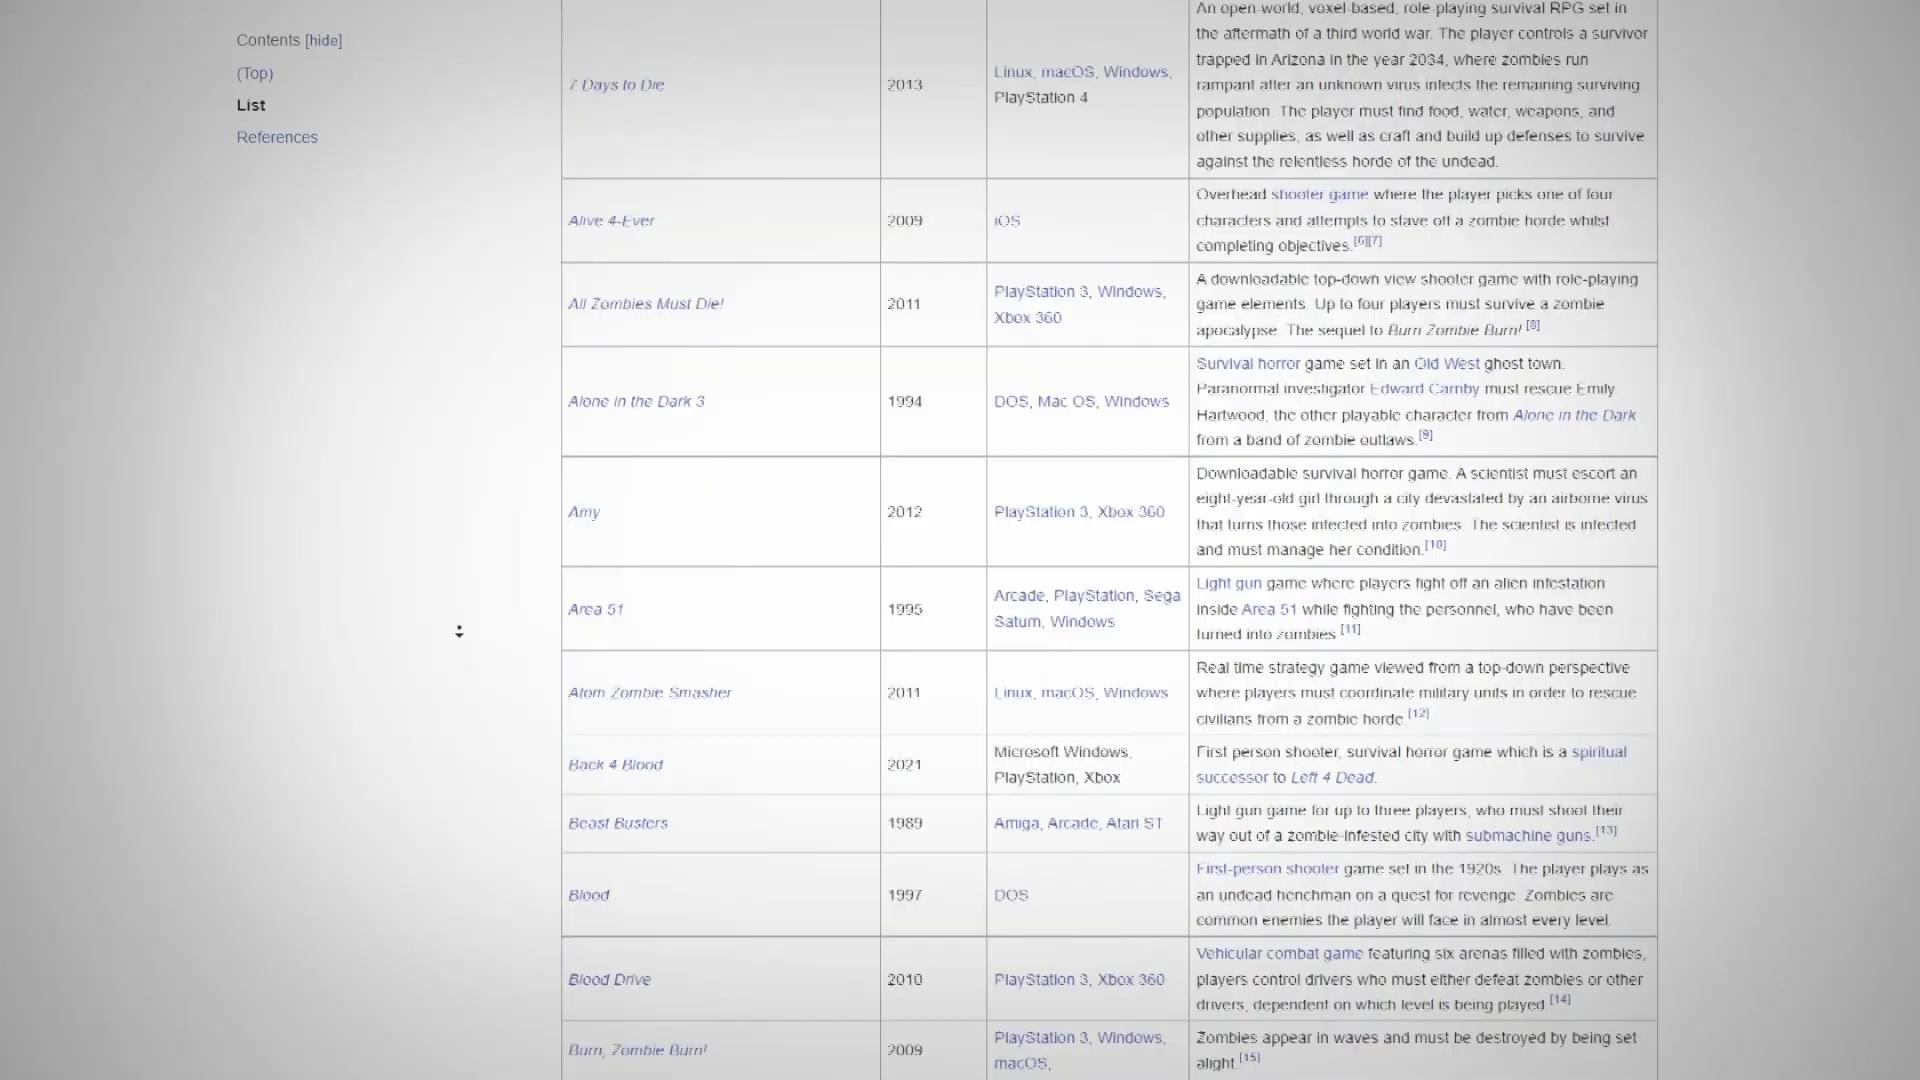 Contents [hide]
(Top)
List
References
An open-world, voxel-based, role-playing survival RPG set in
the aftermath of a third world war. The player controls a survivor
trapped in Arizona in the year 2034, where zombies run
rampant after an unknown virus infects the remaining surviving
population. The player must find food, water, weapons, and
other supplies, as well as craft and build up defenses to survive
against the relentless horde of the undead.
7 Days to Die
2013
Linux, macOS, Windows,
PlayStation 4
Alive 4-Ever
2009
iOS
Overhead shooter game where the player picks one of four
characters and attempts to stave off a zombie horde whilst
completing objectives.[6][7]
All Zombies Must Die!
2011
PlayStation 3, Windows,
Xbox 360
A downloadable top-down view shooter game with role-playing
game elements. Up to four players must survive a zombie
apocalypse. The sequel to Burn Zombie Burn! [8]
Alone in the Dark 3
1994
DOS, Mac OS, Windows
Survival horror game set in an Old West ghost town.
Paranormal investigator Edward Carnby must rescue Emily
Hartwood, the other playable character from Alone in the Dark
from a band of zombie outlaws.[9]
Amy
2012
PlayStation 3, Xbox 360
Downloadable survival horror game. A scientist must escort an
eight-year-old girl through a city devastated by an airborne virus
that turns those infected into zombies. The scientist is infected
and must manage her condition.[10]
Area 51
1995
Arcade, PlayStation, Sega
Saturn, Windows
Light gun game where players fight off an alien infestation
inside Area 51 while fighting the personnel, who have been
turned into zombies.[11]
Atom Zombie Smasher
2011
Linux, macOS, Windows
Real time strategy game viewed from a top-down perspective
where players must coordinate military units in order to rescue
civilians from a zombie horde.[12]
Back 4 Blood
2021
Microsoft Windows,
PlayStation, Xbox
First person shooter, survival horror game which is a spiritual
successor to Left 4 Dead.
Beast Busters
1989
Amiga, Arcade, Atari ST
Light gun game for up to three players, who must shoot their
way out of a zombie-infested city with submachine guns.[13]
Blood
1997
DOS
First-person shooter game set in the 1920s. The player plays as
an undead henchman on a quest for revenge. Zombies are
common enemies the player will face in almost every level.
Blood Drive
2010
PlayStation 3, Xbox 360
Vehicular combat game featuring six arenas filled with zombies,
players control drivers who must either defeat zombies or other
drivers, dependent on which level is being played.[14]
Burn, Zombie Burn!
2009
PlayStation 3, Windows,
macOS,
Zombies appear in waves and must be destroyed by being set
alight.[15]